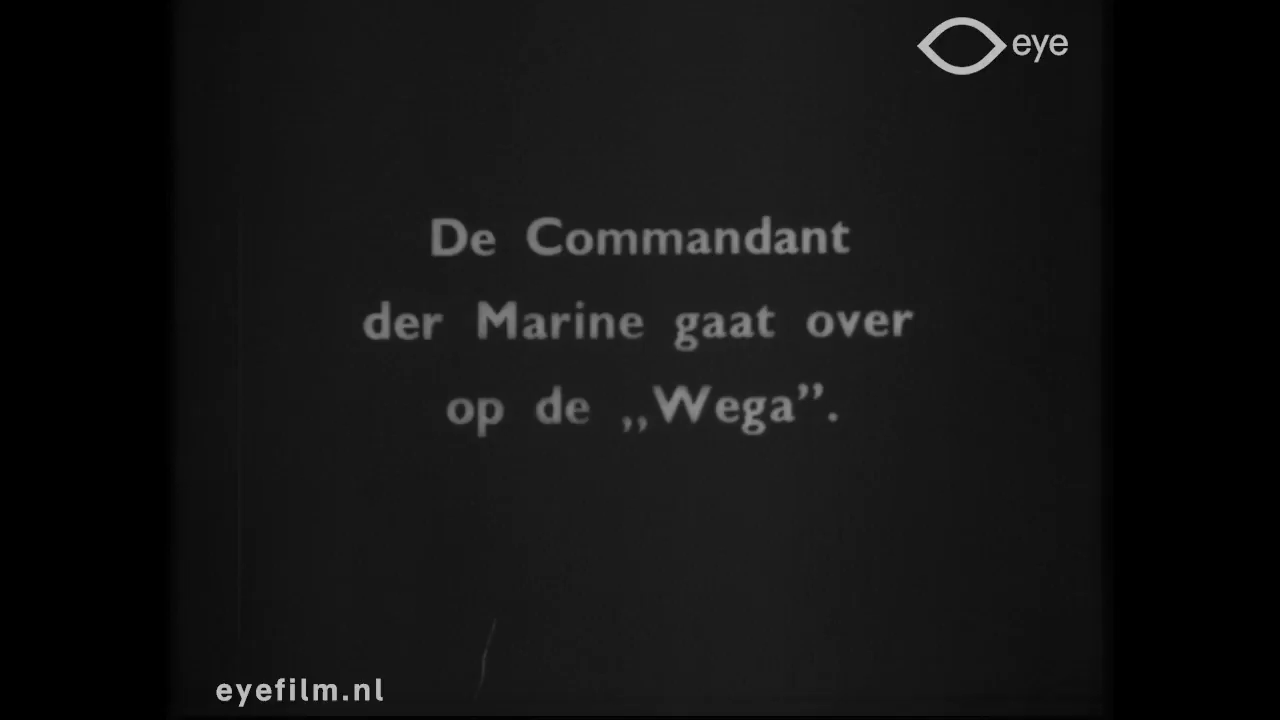 eye
De Commandant
der Marine gaat over
op de „Wega”.
eyefilm.nl